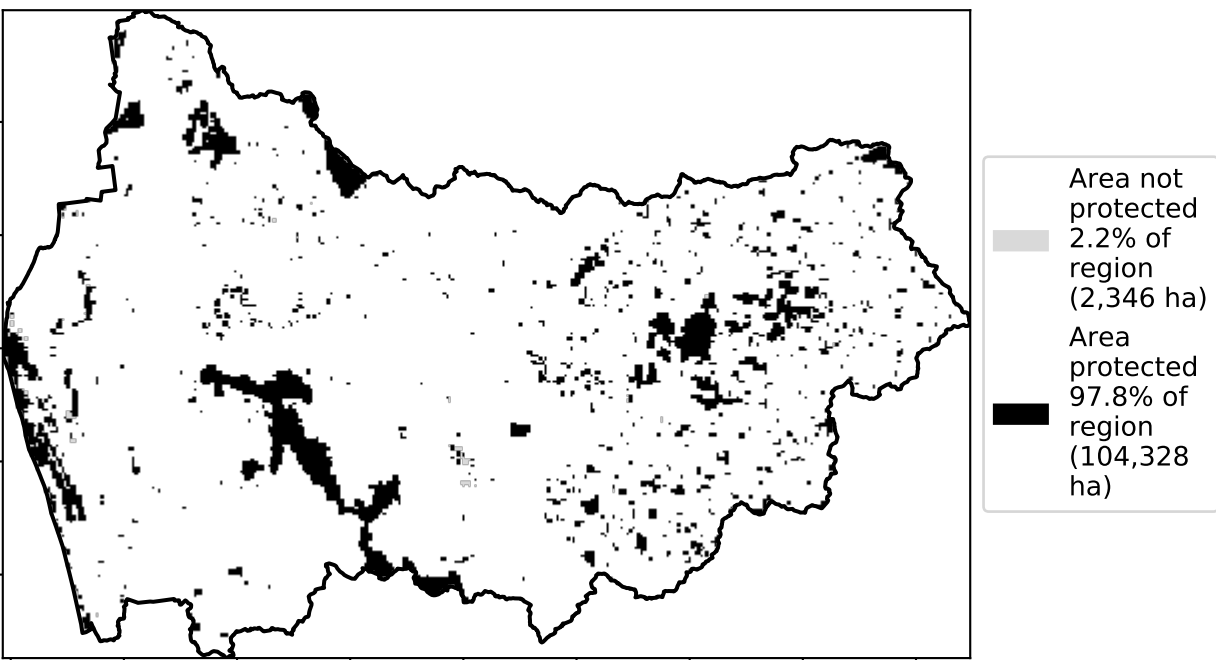 Area not
protected
2.2% of
region
(2,346 ha)
Area
protected
97.8% of
region
(104,328
ha)